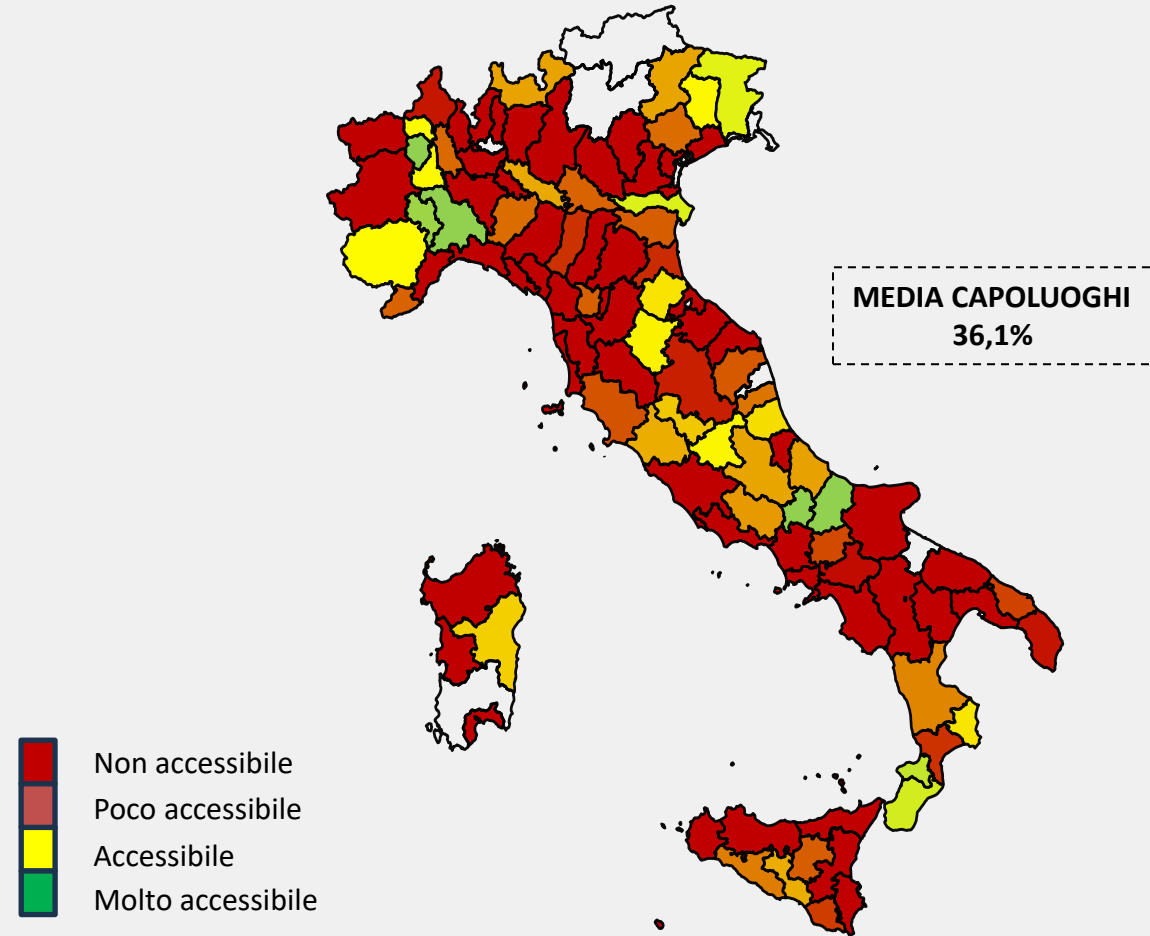 MEDIA CAPOLUOGHI
36,1%
Non accessibile
Poco accessibile
Accessibile
Molto accessibile